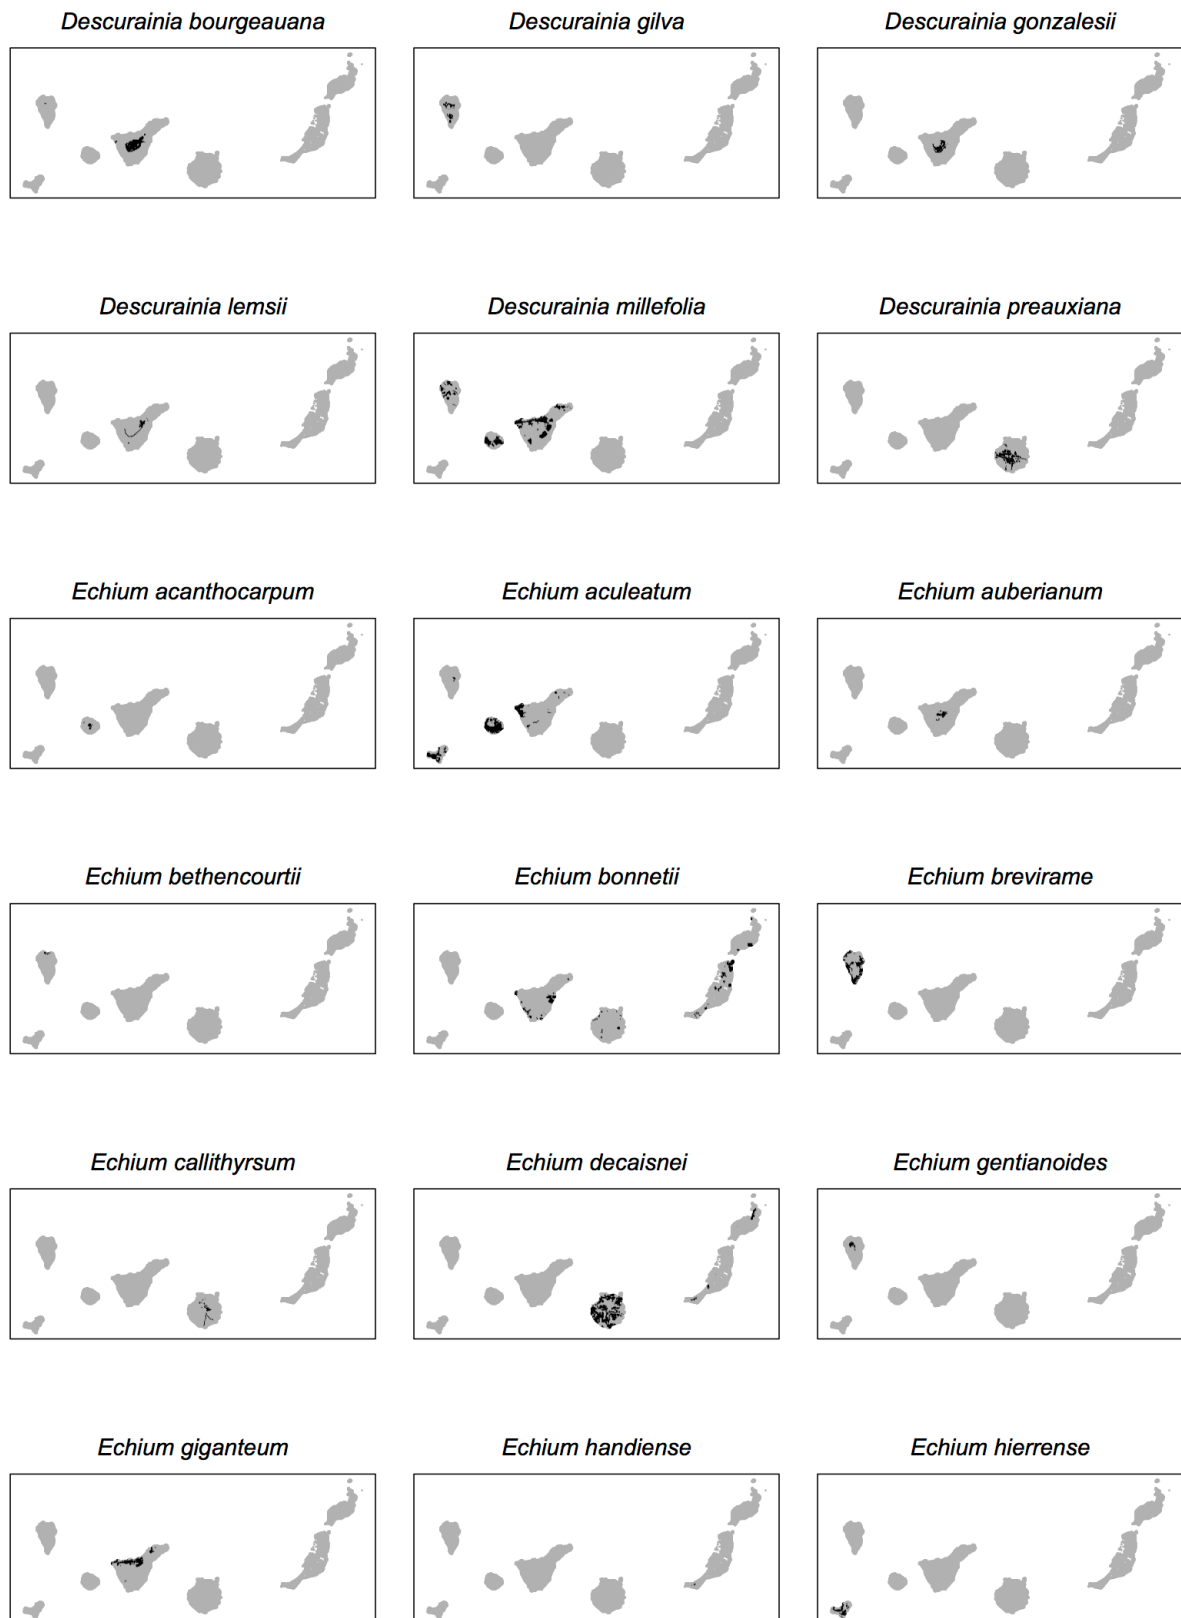 Descurainia bourgeauana
Descurainia gilva
Descurainia gonzalesii
Descurainia lemsii
Descurainia millefolia
Descurainia preauxiana
Echium acanthocarpum
Echium aculeatum
Echium auberianum
Echium bethencourtii
Echium bonnetii
Echium brevirame
Echium callithyrsum
Echium decaisnei
Echium gentianoides
Echium giganteum
Echium handiense
Echium hierrense